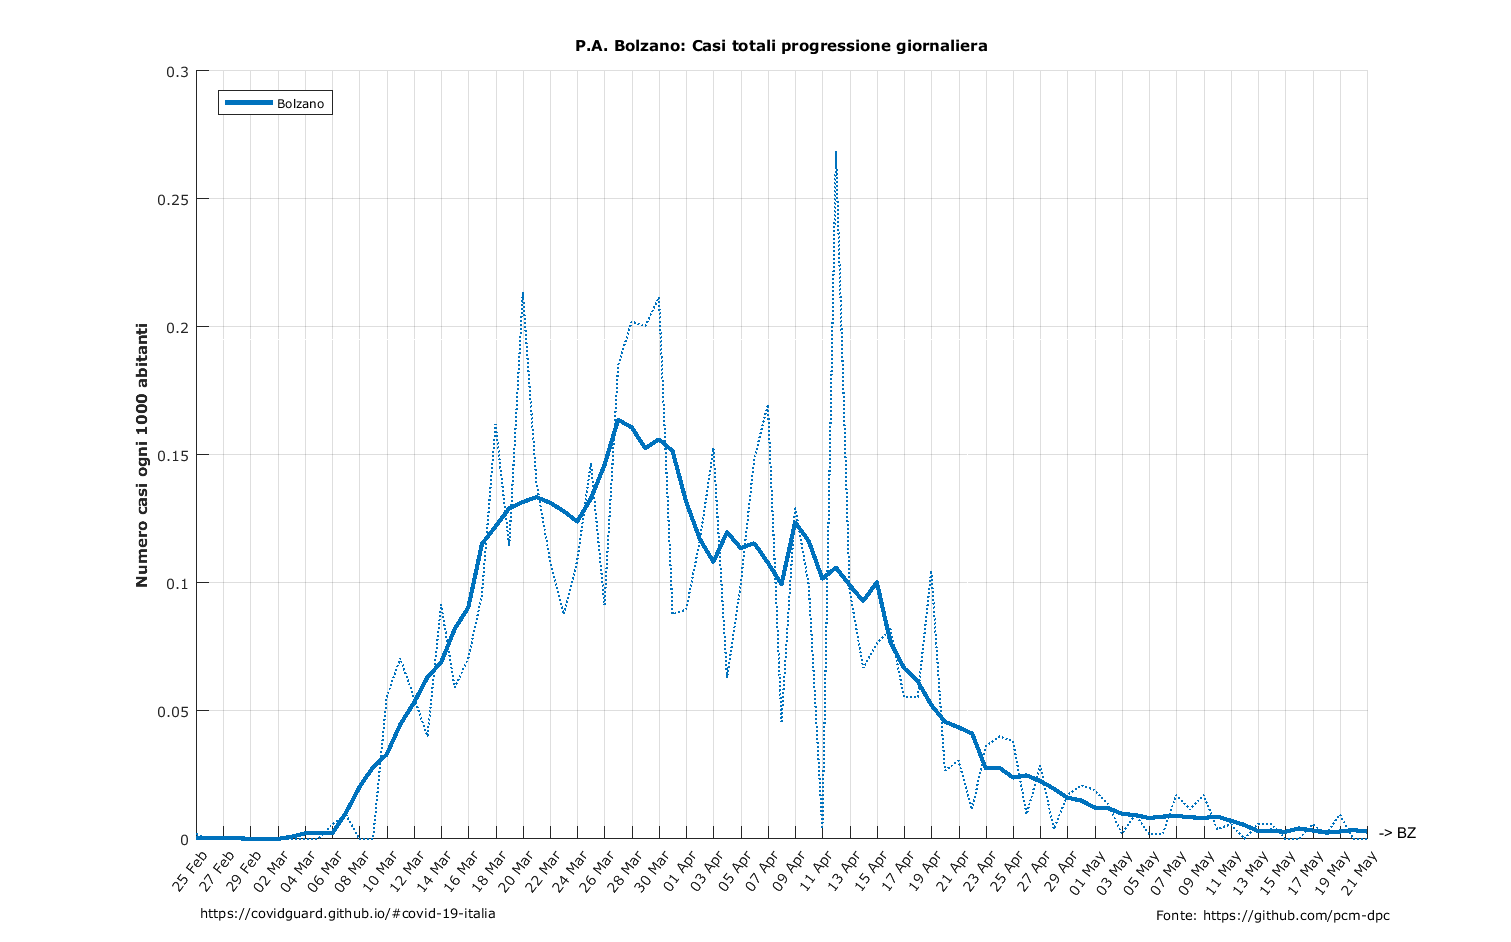 P.A. Bolzano: Casi totali progressione giornaliera
Bolzano
Numero casi ogni 1000 abitanti
0.3
0.25
0.2
0.15
0.1
0.05
0
-> BZ
25 Feb
27 Feb
29 Feb
02 Mar
04 Mar
06 Mar
08 Mar
10 Mar
12 Mar
14 Mar
16 Mar
18 Mar
20 Mar
22 Mar
24 Mar
26 Mar
28 Mar
30 Mar
01 Apr
03 Apr
05 Apr
07 Apr
09 Apr
11 Apr
13 Apr
15 Apr
17 Apr
19 Apr
21 Apr
23 Apr
25 Apr
27 Apr
29 Apr
01 May
03 May
05 May
07 May
09 May
11 May
13 May
15 May
17 May
19 May
21 May
https://covidguard.github.io/#covid-19-italia
Fonte: https://github.com/pcm-dpc